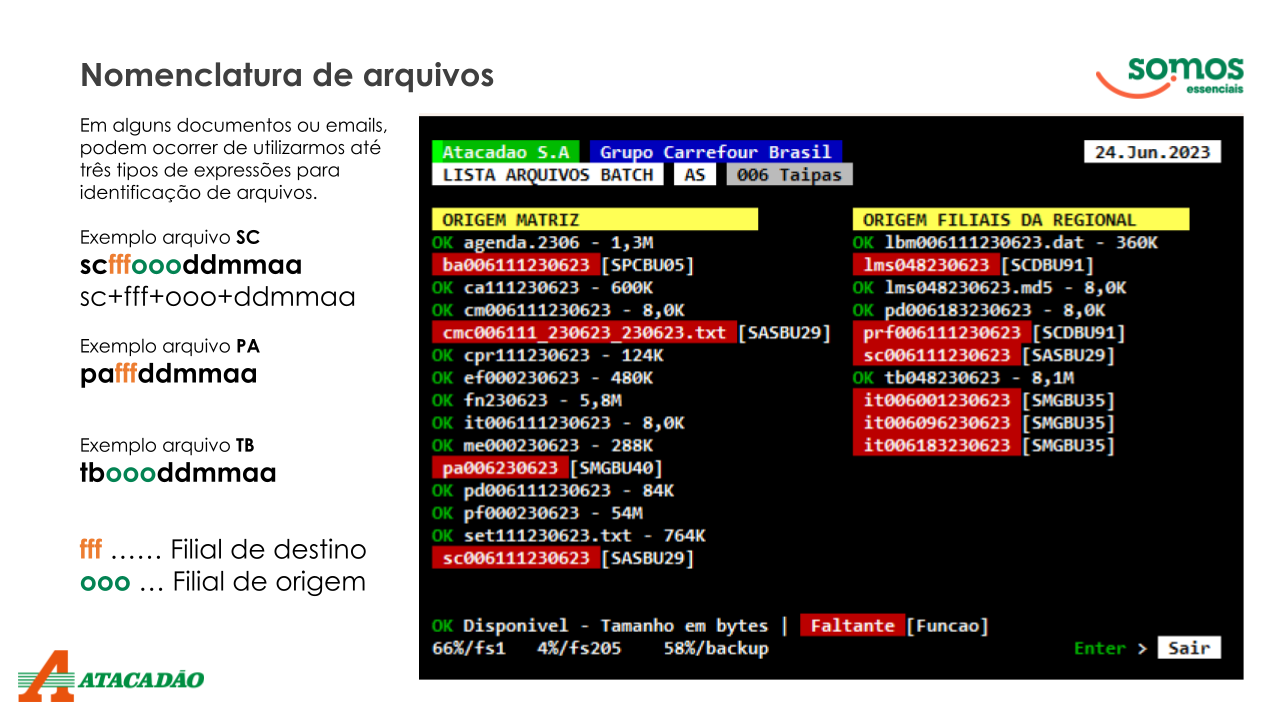 Nomenclatura de arquivos
somos
essenciais
Em alguns documentos ou emails,
podem ocorrer de utilizarmos até
três tipos de expressões para
identificação de arquivos.
Exemplo arquivo SC
scfffoooddmmaa
sc+fff+ooo+ddmmaa
Exemplo arquivo PA
pafffddmmaa
Exemplo arquivo TB
tboooddmmaa
fff …… Filial de destino
ooo … Filial de origem
ATACADÃO
Atacadao S.A Grupo Carrefour Brasil 24.Jun.2023
LISTA ARQUIVOS BATCH AS 006 Taipas
ORIGEM MATRIZ
OK agenda.2306 - 1,3M
ba006111230623 [SPCBU05]
OK ca111230623 - 600K
OK cm006111230623 - 8,0K
cmc006111_230623_230623.txt [SASBU29]
OK cpr111230623 - 124K
OK ef000230623 - 480K
OK fn230623 - 5,8M
OK it006111230623 - 8,0K
OK me000230623 - 288K
pa006230623 [SMGBU40]
OK pd006111230623 - 84K
OK pf000230623 - 54M
OK set111230623.txt - 764K
sc006111230623 [SASBU29]
ORIGEM FILIAIS DA REGIONAL
OK lbm006111230623.dat - 360K
lms048230623 [SCDBU91]
OK lms048230623.md5 - 8,0K
OK pd006183230623 - 8,0K
prf006111230623 [SCDBU91]
sc006111230623 [SASBU29]
OK tb048230623 - 8,1M
it006001230623 [SMGBU35]
it006096230623 [SMGBU35]
it006183230623 [SMGBU35]
OK Disponivel - Tamanho em bytes | Faltante [Funcao]
66%/fs1 4%/fs205 58%/backup Enter > Sair